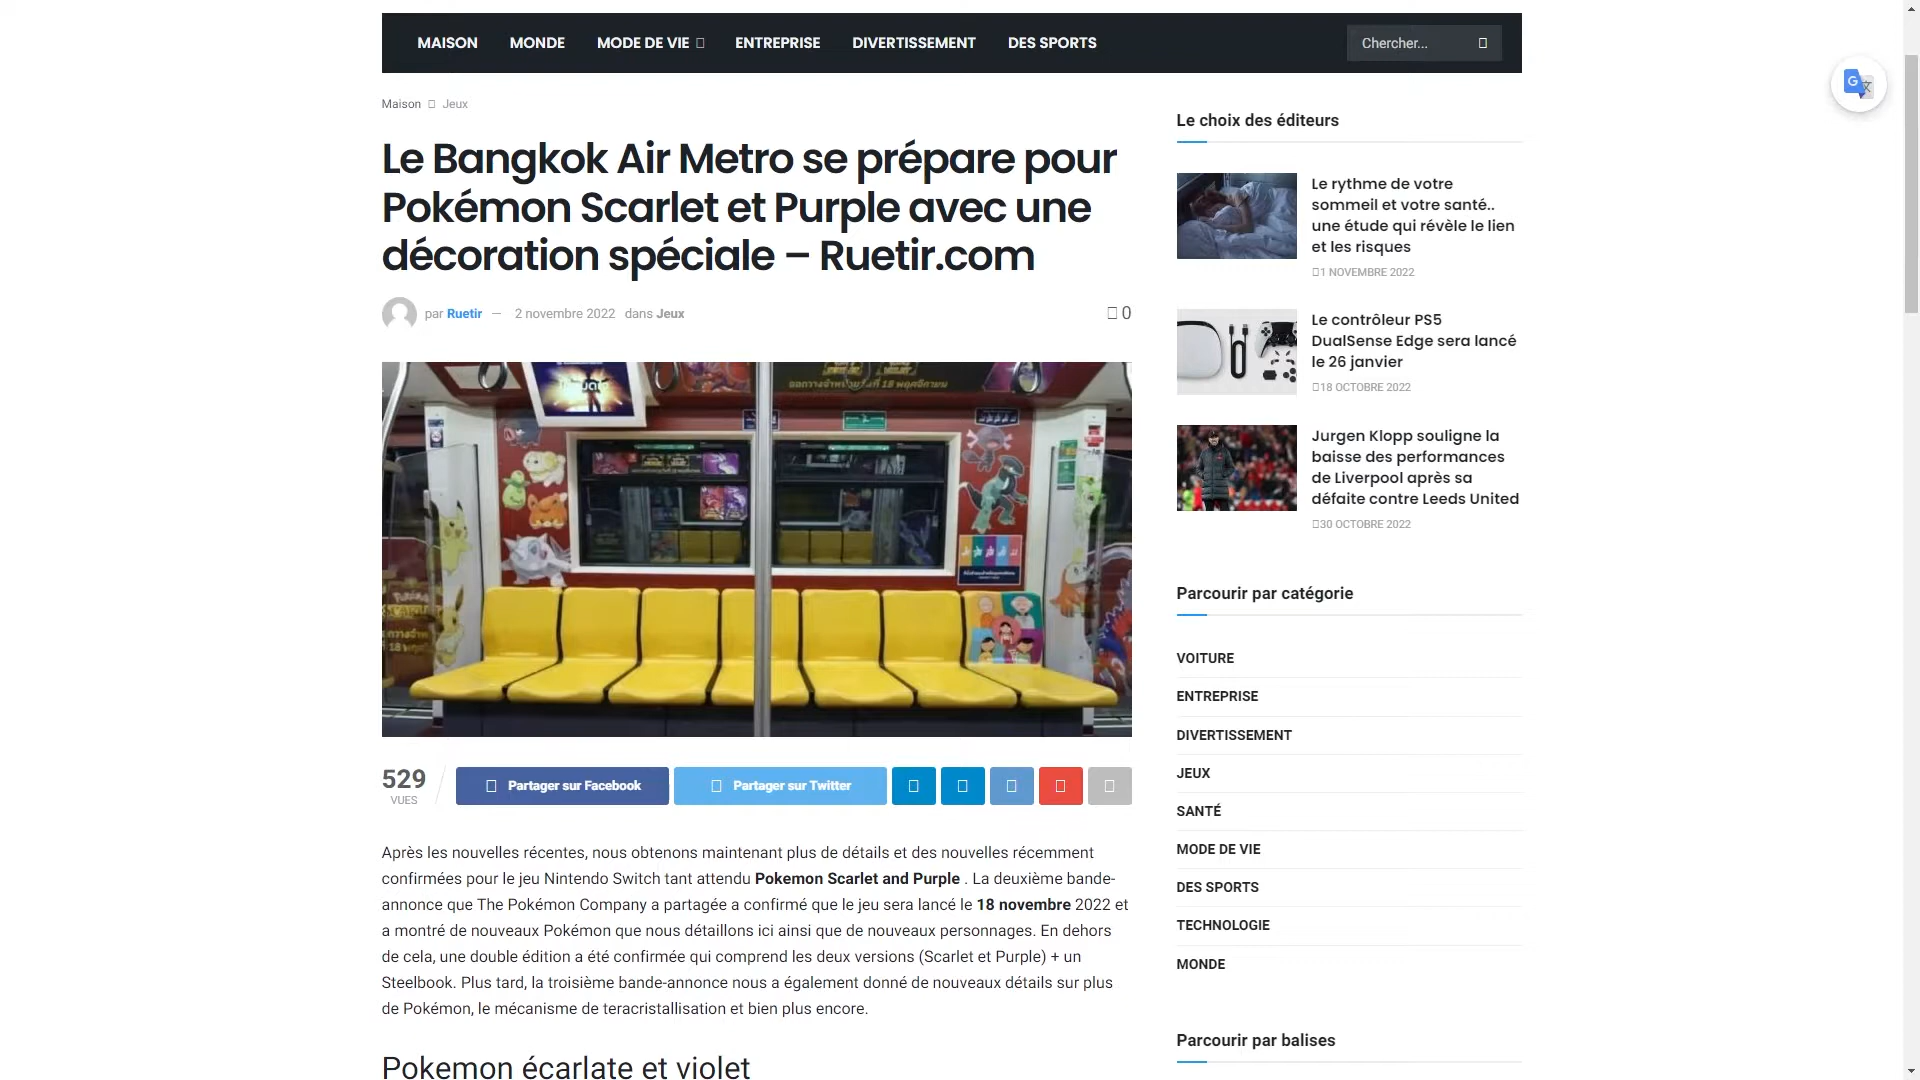 MAISON MONDE MODE DE VIE ENTREPRISE DIVERTISSEMENT DES SPORTS Chercher...
Maison Jeux
Le Bangkok Air Metro se prépare pour
Pokémon Scarlet et Purple avec une
décoration spéciale – Ruetir.com
par Ruetir — 2 novembre 2022 dans Jeux 0
529
VUES
Partager sur Facebook
Partager sur Twitter
Après les nouvelles récentes, nous obtenons maintenant plus de détails et des nouvelles récemment
confirmées pour le jeu Nintendo Switch tant attendu Pokemon Scarlet and Purple . La deuxième bande-
annonce que The Pokémon Company a partagée a confirmé que le jeu sera lancé le 18 novembre 2022 et
a montré de nouveaux Pokémon que nous détaillons ici ainsi que de nouveaux personnages. En dehors
de cela, une double édition a été confirmée qui comprend les deux versions (Scarlet et Purple) + un
Steelbook. Plus tard, la troisième bande-annonce nous a également donné de nouveaux détails sur plus
de Pokémon, le mécanisme de teracristallisation et bien plus encore.
Pokemon écarlate et violet
Le choix des éditeurs
Le rythme de votre
sommeil et votre santé..
une étude qui révèle le lien
et les risques
1 NOVEMBRE 2022
Le contrôleur PS5
DualSense Edge sera lancé
le 26 janvier
18 OCTOBRE 2022
Jurgen Klopp souligne la
baisse des performances
de Liverpool après sa
défaite contre Leeds United
30 OCTOBRE 2022
Parcourir par catégorie
VOITURE
ENTREPRISE
DIVERTISSEMENT
JEUX
SANTÉ
MODE DE VIE
DES SPORTS
TECHNOLOGIE
MONDE
Parcourir par balises